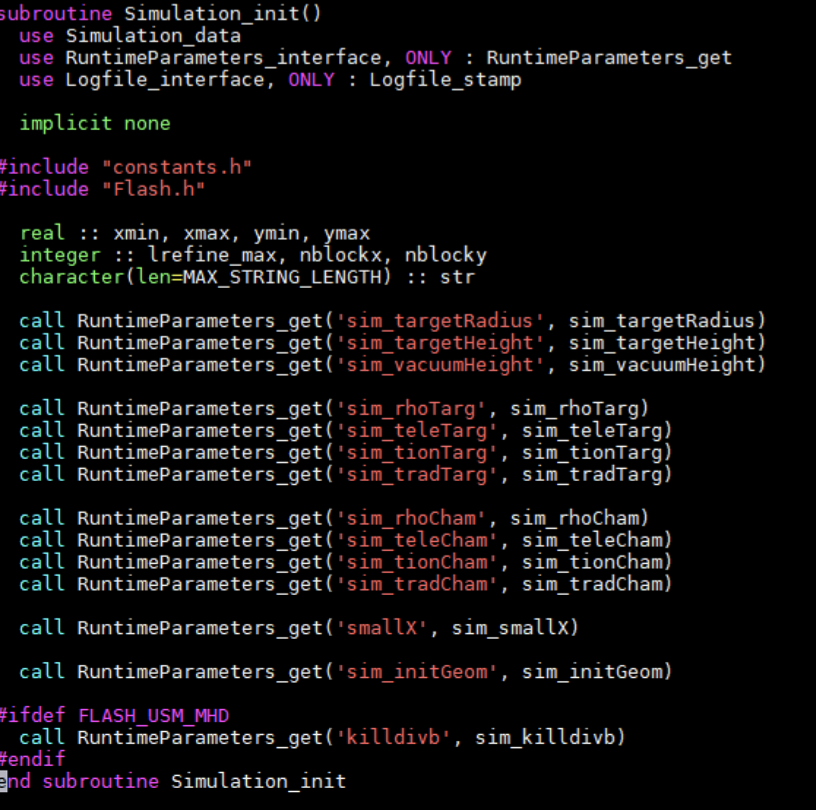 subroutine Simulation_init()
use Simulation_data
use RuntimeParameters_interface, ONLY : RuntimeParameters_get
use Logfile_interface, ONLY : Logfile_stamp
implicit none
#include "constants.h"
#include "Flash.h"
real :: xmin, xmax, ymin, ymax
integer :: lrefine_max, nblockx, nblocky
character(len=MAX_STRING_LENGTH) :: str
call RuntimeParameters_get('sim_targetRadius', sim_targetRadius)
call RuntimeParameters_get('sim_targetHeight', sim_targetHeight)
call RuntimeParameters_get('sim_vacuumHeight', sim_vacuumHeight)
call RuntimeParameters_get('sim_rhoTarg', sim_rhoTarg)
call RuntimeParameters_get('sim_teleTarg', sim_teleTarg)
call RuntimeParameters_get('sim_tionTarg', sim_tionTarg)
call RuntimeParameters_get('sim_tradTarg', sim_tradTarg)
call RuntimeParameters_get('sim_rhoCham', sim_rhoCham)
call RuntimeParameters_get('sim_teleCham', sim_teleCham)
call RuntimeParameters_get('sim_tionCham', sim_tionCham)
call RuntimeParameters_get('sim_tradCham', sim_tradCham)
call RuntimeParameters_get('smallX', sim_smallX)
call RuntimeParameters_get('sim_initGeom', sim_initGeom)
#ifdef FLASH_USM_MHD
call RuntimeParameters_get('killdivb', sim_killdivb)
#endif
end subroutine Simulation_init